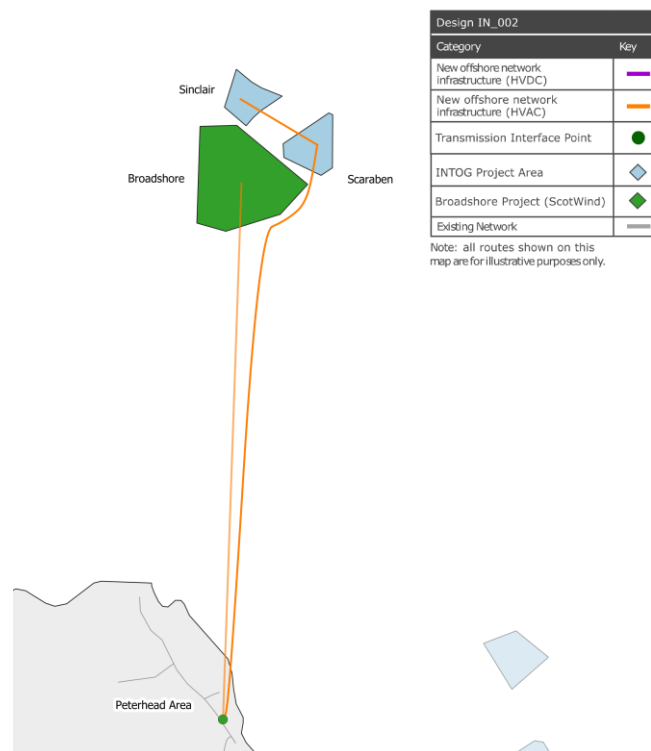 Design IN_002
Category Key
New offshore network
infrastructure (HVDC)
New offshore network
infrastructure (HVAC)
Transmission Interface Point
INTOG Project Area
Broadshore Project (ScotWind)
Existing Network
Note: all routes shown on this
map are for illustrative purposes only.
Sinclair
Broadshore
Scaraben
Peterhead Area